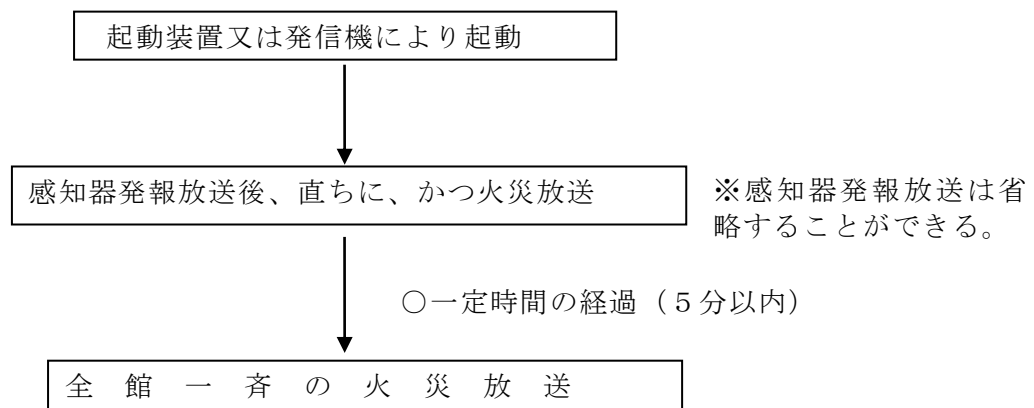 起動装置又は発信機により起動
感知器発報放送後、直ちに、かつ火災放送
※感知器発報放送は省
略することができる。
○一定時間の経過（５分以内）
全館一斉の火災放送